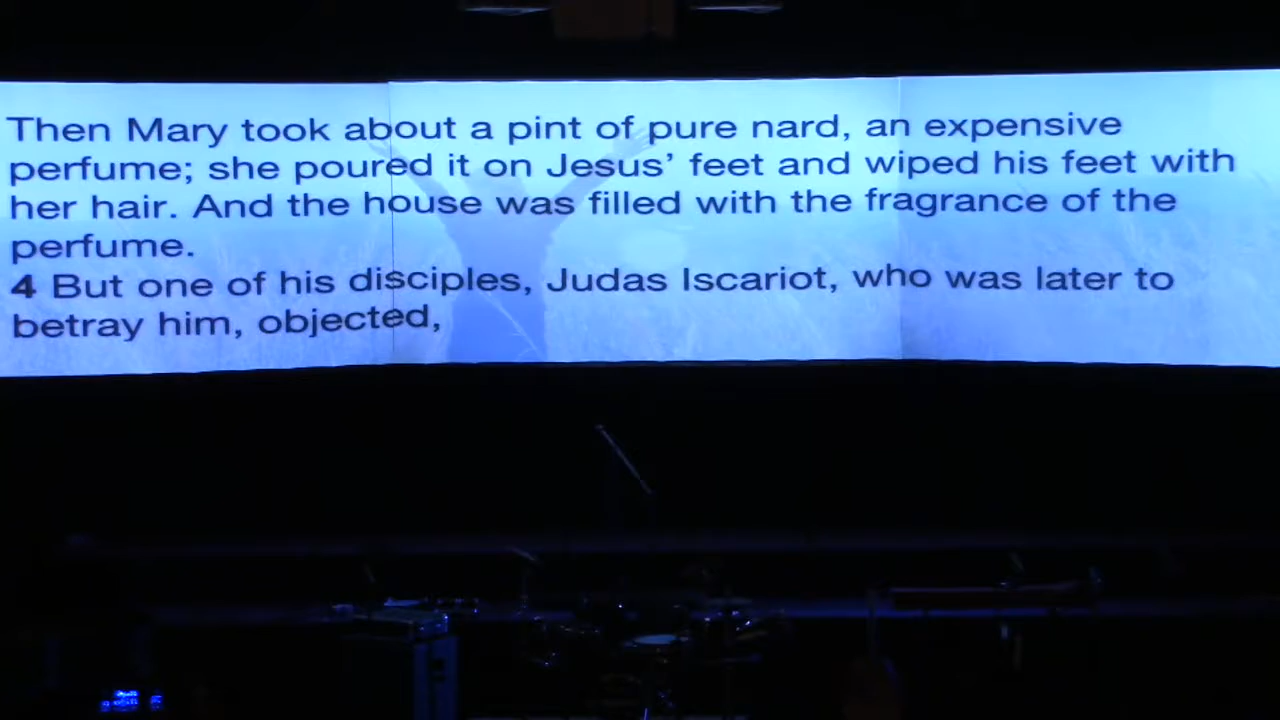 Then Mary took about a pint of pure nard, an expensive
perfume; she poured it on Jesus’ feet and wiped his feet with
her hair. And the house was filled with the fragrance of the
perfume.
4 But one of his disciples, Judas Iscariot, who was later to
betray him, objected,